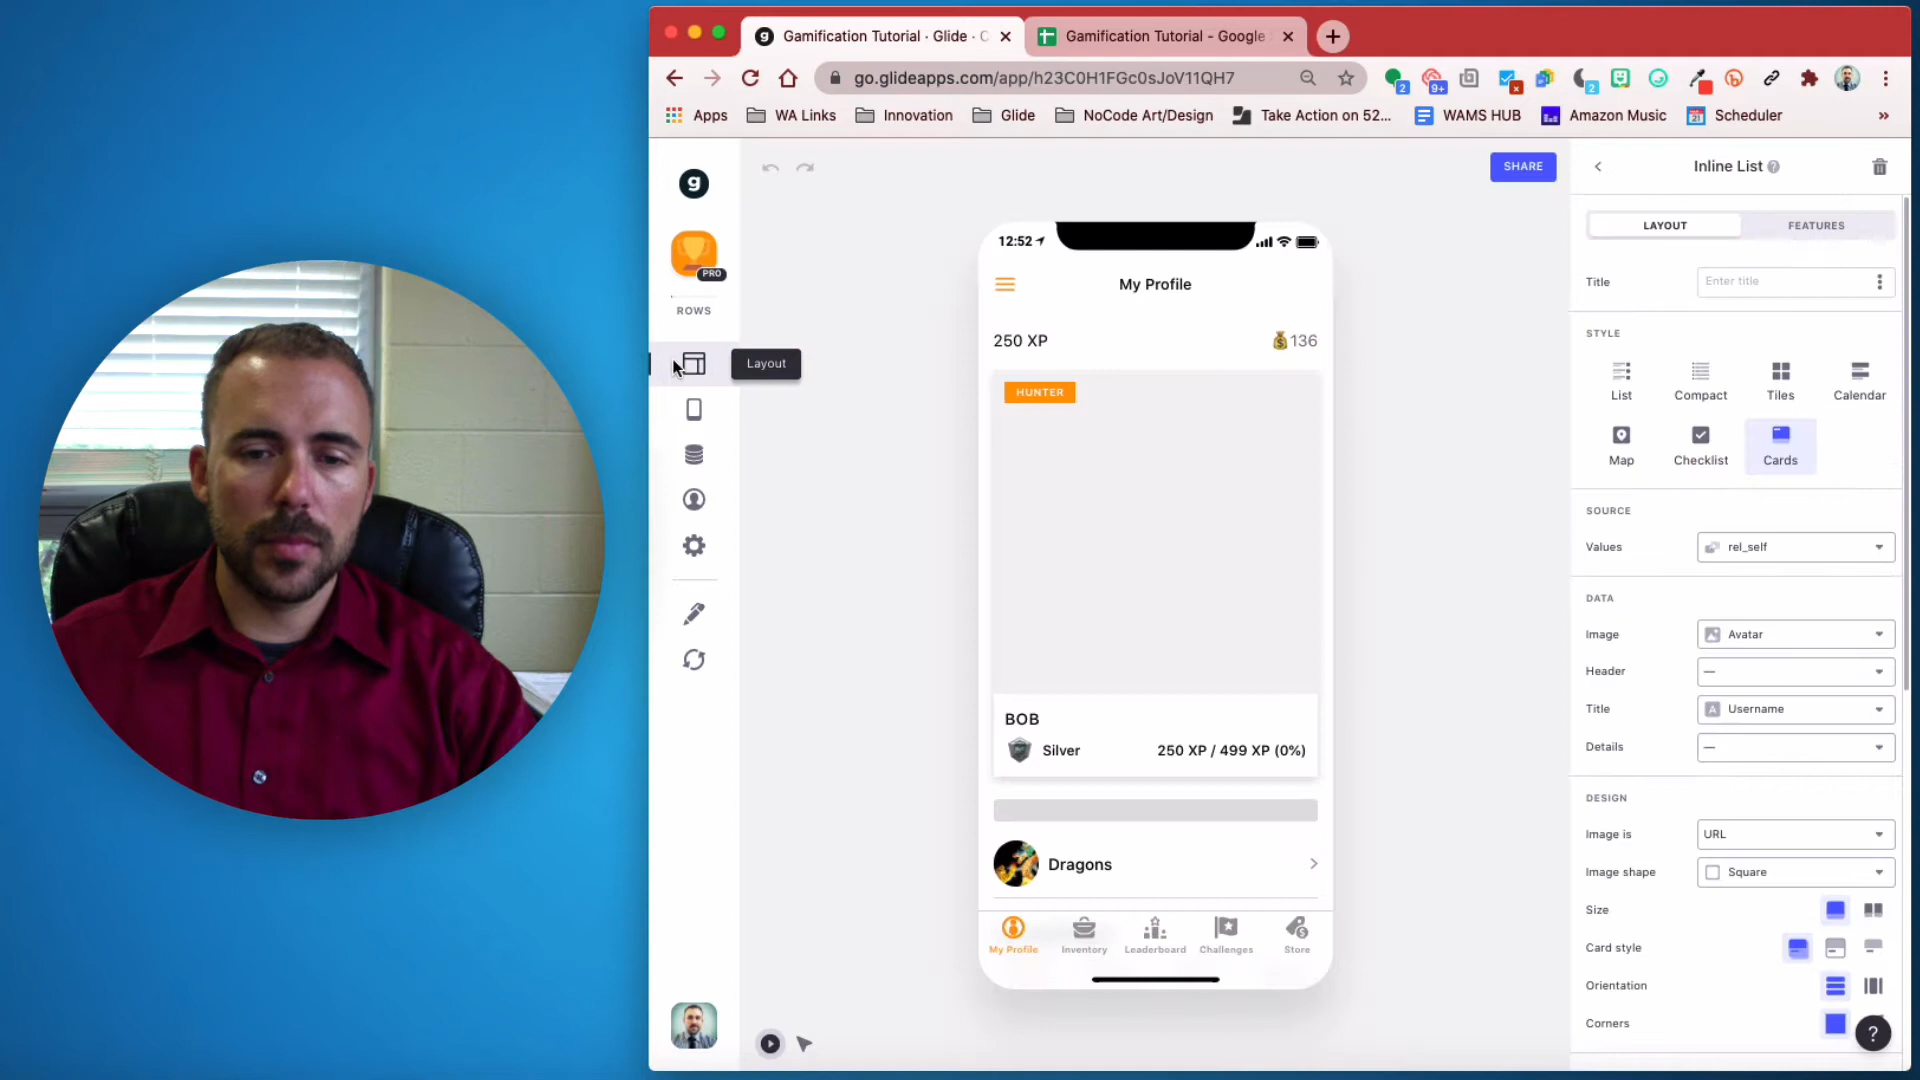 Gamification Tutorial · Glide · C
Gamification Tutorial - Google
go.glideapps.com/app/h23C0H1FGc0sJoV11QH7
2
9+
2
Apps
WA Links
Innovation
Glide
NoCode Art/Design
Take Action on 52...
WAMS HUB
Amazon Music
21
Scheduler
»
g
SHARE
Inline List
PRO
ROWS
Layout
12:52
My Profile
250 XP
136
HUNTER
BOB
Silver
250 XP / 499 XP (0%)
Dragons
My Profile
Inventory
Leaderboard
Challenges
Store
LAYOUT
FEATURES
Title
Enter title
STYLE
List
Compact
Tiles
Calendar
Map
Checklist
Cards
SOURCE
Values
rel_self
DATA
Image
Avatar
Header
—
Title
A Username
Details
—
DESIGN
Image is
URL
Image shape
Square
Size
Card style
Orientation
Corners
?